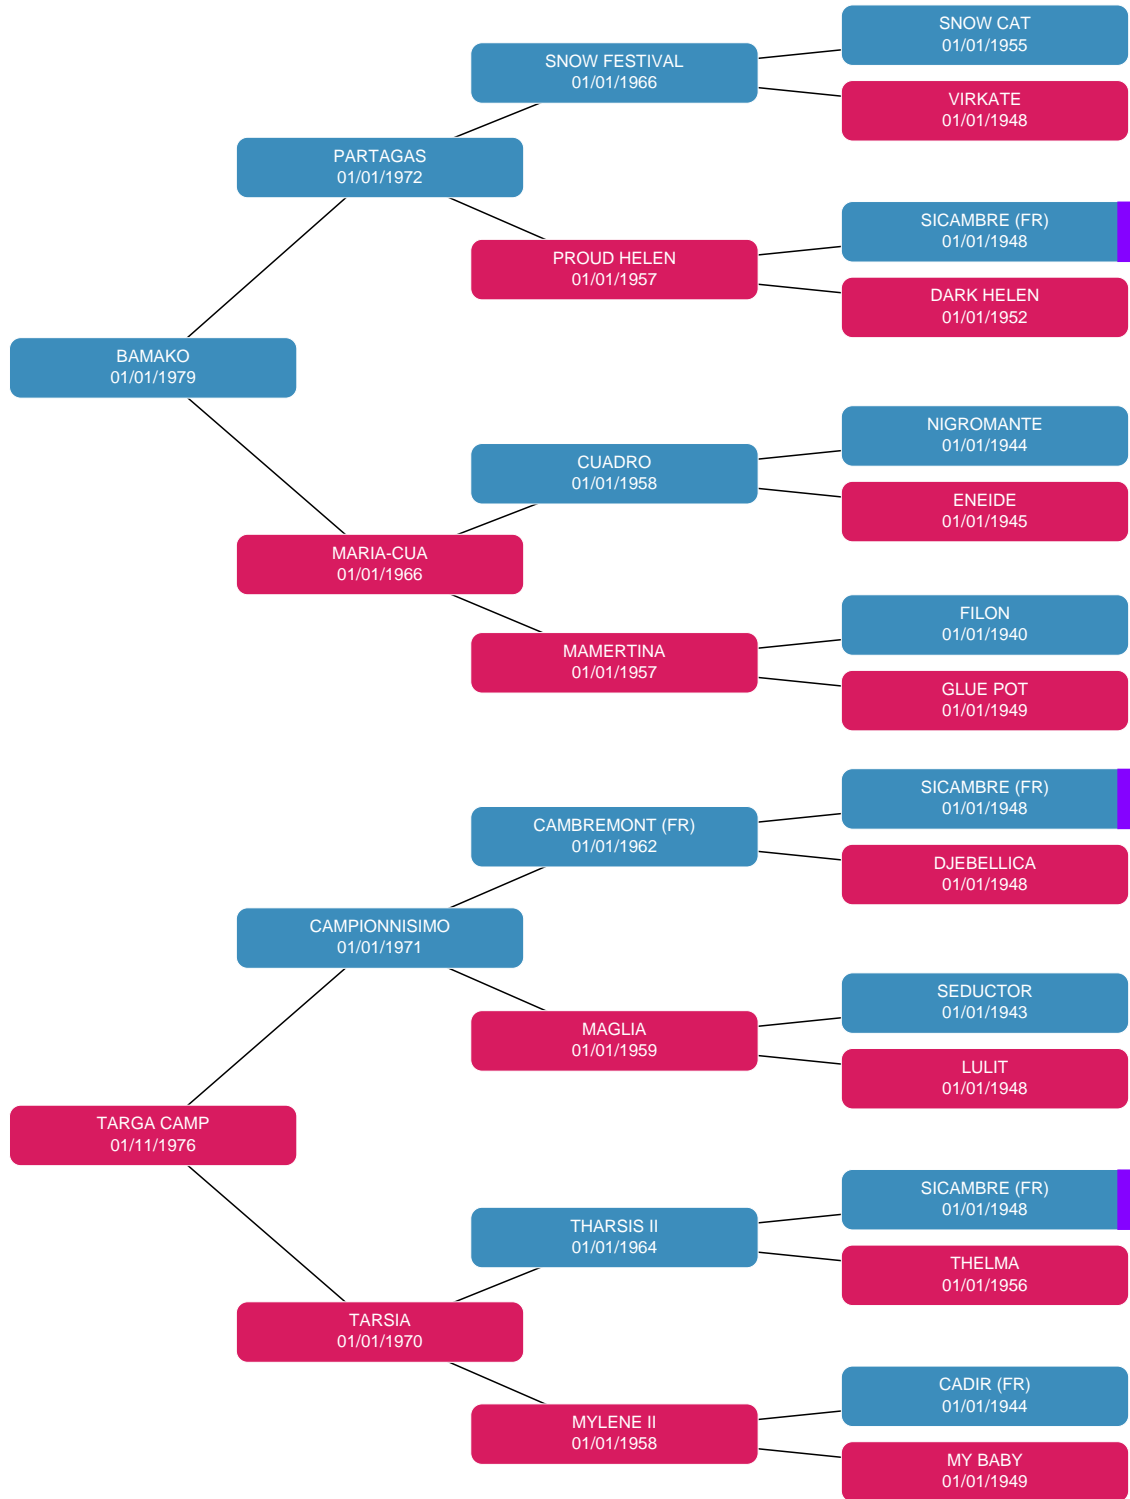 SNOW CAT
01/01/1955
SNOW FESTIVAL
01/01/1966
VIRKATE
01/01/1948
PARTAGAS
01/01/1972
SICAMBRE (FR)
01/01/1948
PROUD HELEN
01/01/1957
DARK HELEN
01/01/1952
BAMAKO
01/01/1979
NIGROMANTE
01/01/1944
CUADRO
01/01/1958
ENEIDE
01/01/1945
MARIA-CUA
01/01/1966
FILON
01/01/1940
MAMERTINA
01/01/1957
GLUE POT
01/01/1949
SICAMBRE (FR)
01/01/1948
CAMBREMONT (FR)
01/01/1962
DJEBELLICA
01/01/1948
CAMPIONNISIMO
01/01/1971
SEDUCTOR
01/01/1943
MAGLIA
01/01/1959
LULIT
01/01/1948
TARGA CAMP
01/11/1976
SICAMBRE (FR)
01/01/1948
THARSIS II
01/01/1964
THELMA
01/01/1956
TARSIA
01/01/1970
CADIR (FR)
01/01/1944
MYLENE II
01/01/1958
MY BABY
01/01/1949